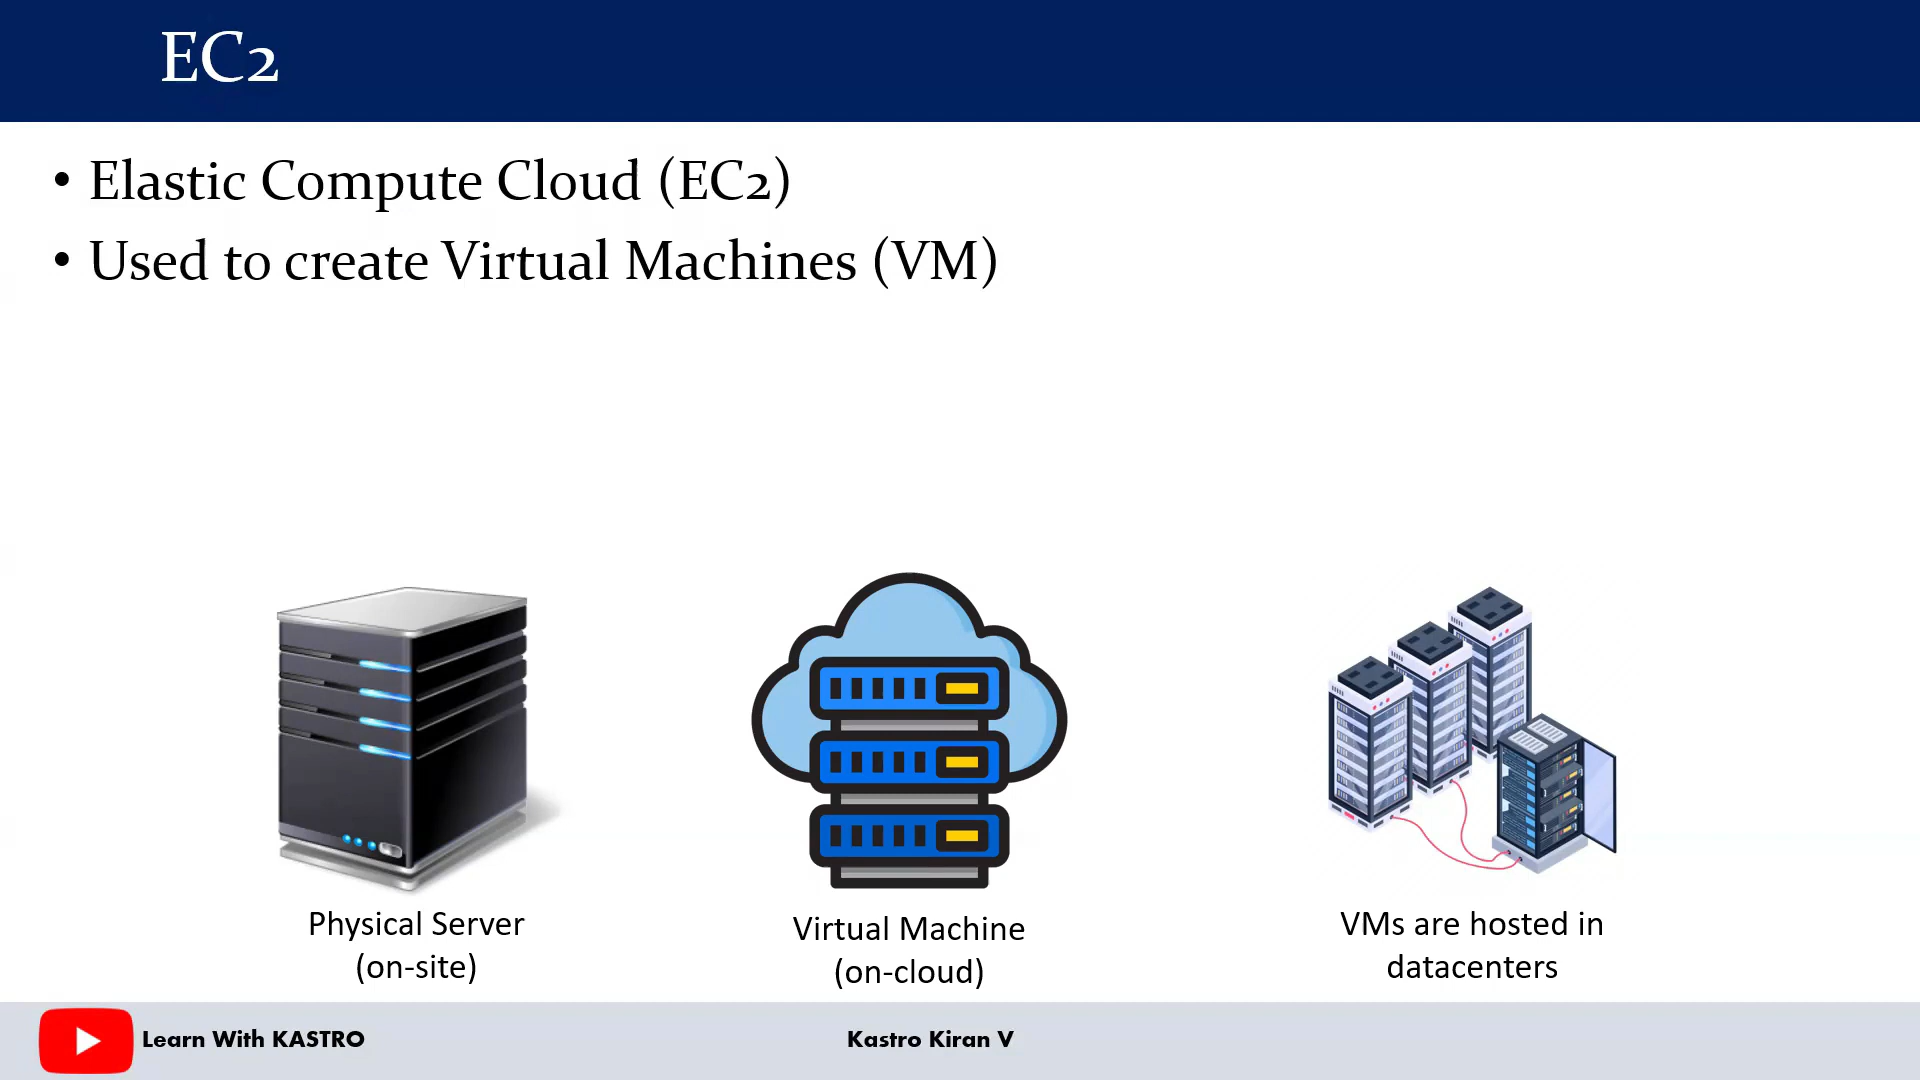 EC2
• Elastic Compute Cloud (EC2)
• Used to create Virtual Machines (VM)
Physical Server
(on-site)
Virtual Machine
(on-cloud)
VMs are hosted in
datacenters
Learn With KASTRO
Kastro Kiran V